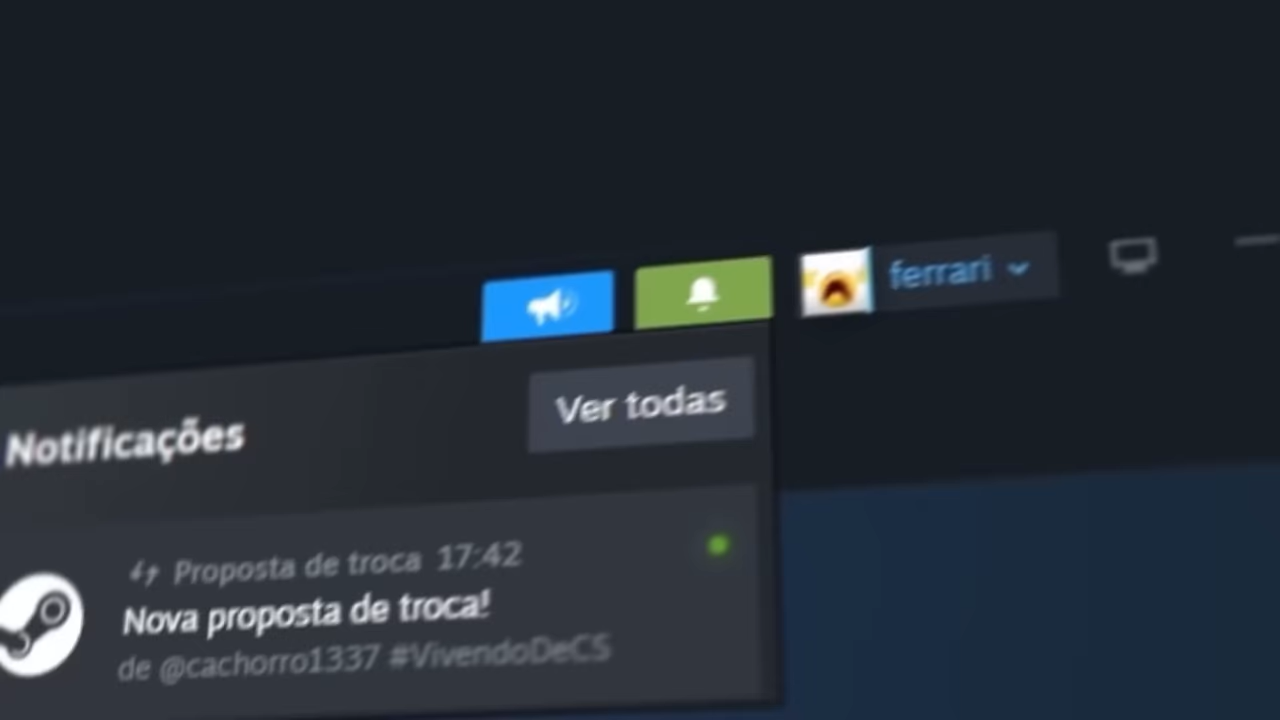 ferrari
Ver todas
Notificações
Proposta de troca 17:42
Nova proposta de troca!
de @cachorro1337 #VivendoDeCS